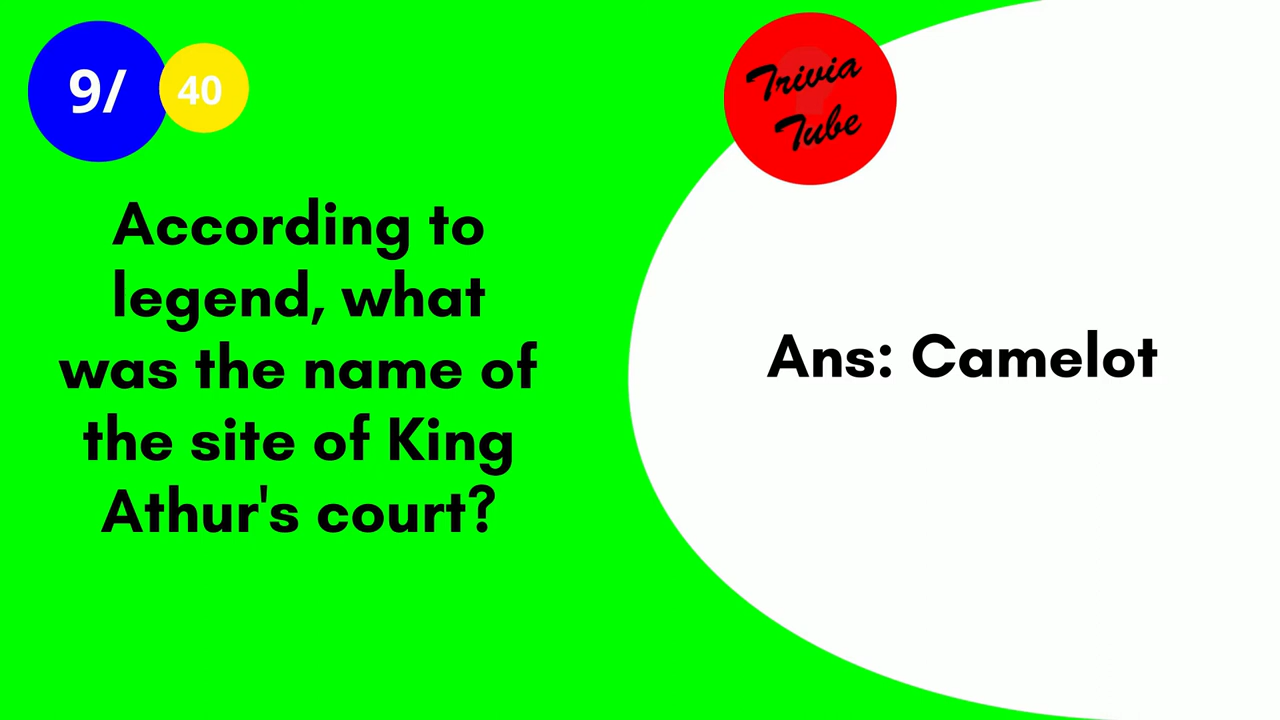 9/
40
Trivia
Tube
According to
legend, what
was the name of
the site of King
Athur's court?
Ans: Camelot